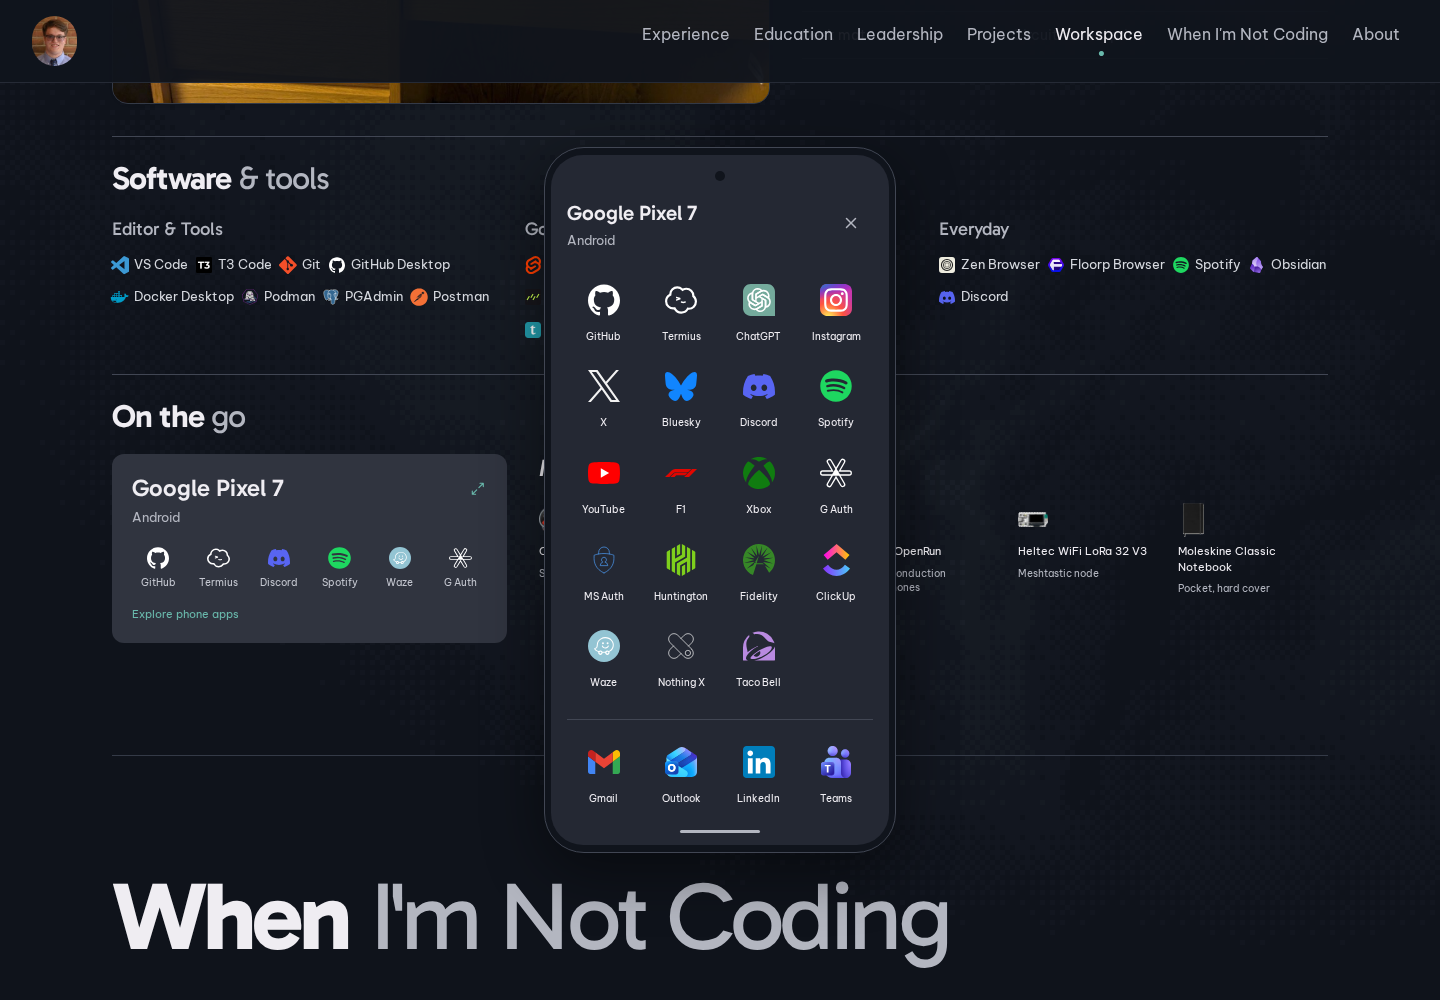 Experience Education Leadership Projects Workspace When I'm Not Coding About
Software & tools
Editor & Tools
VS Code T3 Code Git GitHub Desktop
Docker Desktop Podman PGAdmin Postman
Everyday
Zen Browser Floorp Browser Spotify Obsidian
Discord
On the go
Google Pixel 7
Android
GitHub Termius Discord Spotify Waze G Auth
Explore phone apps
Google Pixel 7
Android
GitHub Termius ChatGPT Instagram
X Bluesky Discord Spotify
YouTube F1 Xbox G Auth
MS Auth Huntington Fidelity ClickUp
Waze Nothing X Taco Bell
Gmail Outlook LinkedIn Teams
OpenRun
Heltec WiFi LoRa 32 V3
Meshtastic node
Moleskine Classic
Notebook
Pocket, hard cover
When I'm Not Coding